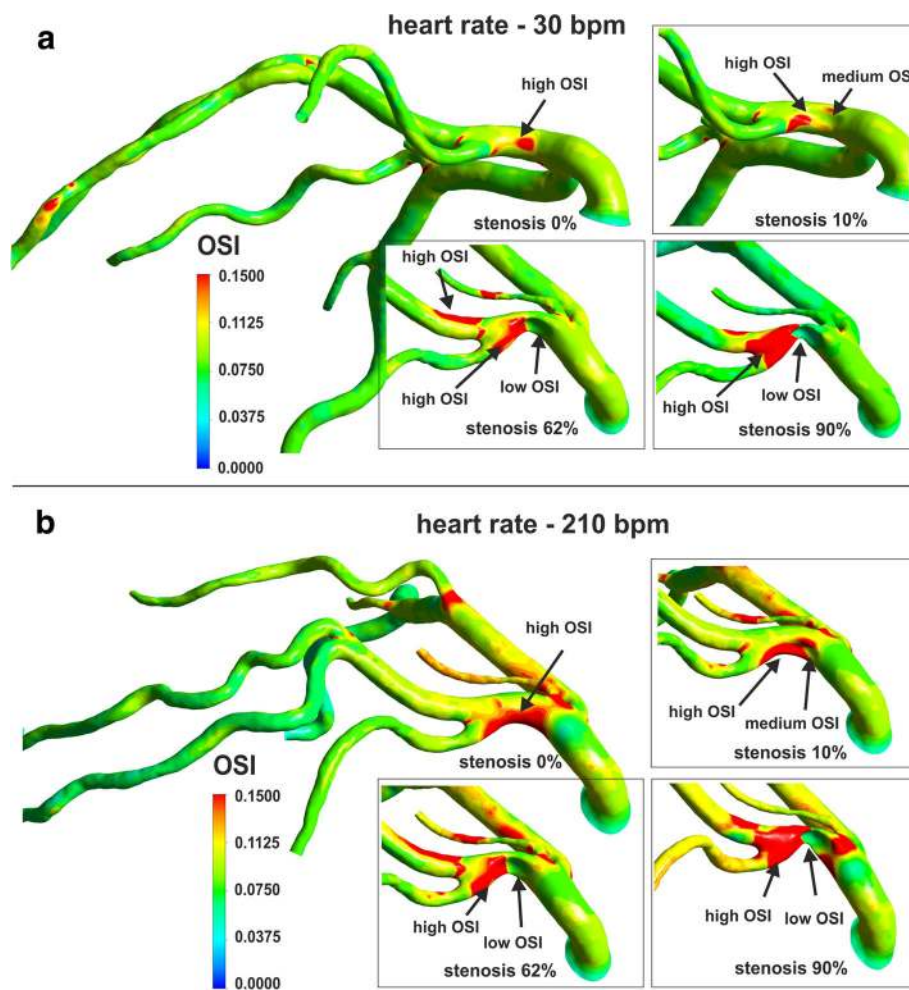 a
heart rate - 30 bpm
high OSI
high OSI
medium OS
stenosis 0%
stenosis 10%
OSI
0.1500
0.1125
0.0750
0.0375
0.0000
high OSI
high OSI
low OSI
stenosis 62%
high OSI
low OSI
stenosis 90%
b
heart rate - 210 bpm
high OSI
stenosis 0%
high OSI
medium OSI
stenosis 10%
OSI
0.1500
0.1125
0.0750
0.0375
0.0000
high OSI
low OSI
stenosis 62%
high OSI
low OSI
stenosis 90%